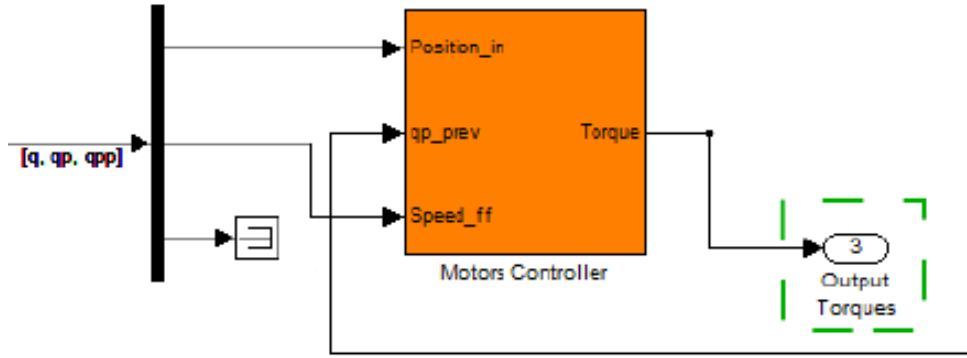 Position_in
[q, qp, qpp]
qp_prev
Torque
Speed_ff
Motors Controller
3
Output
Torques